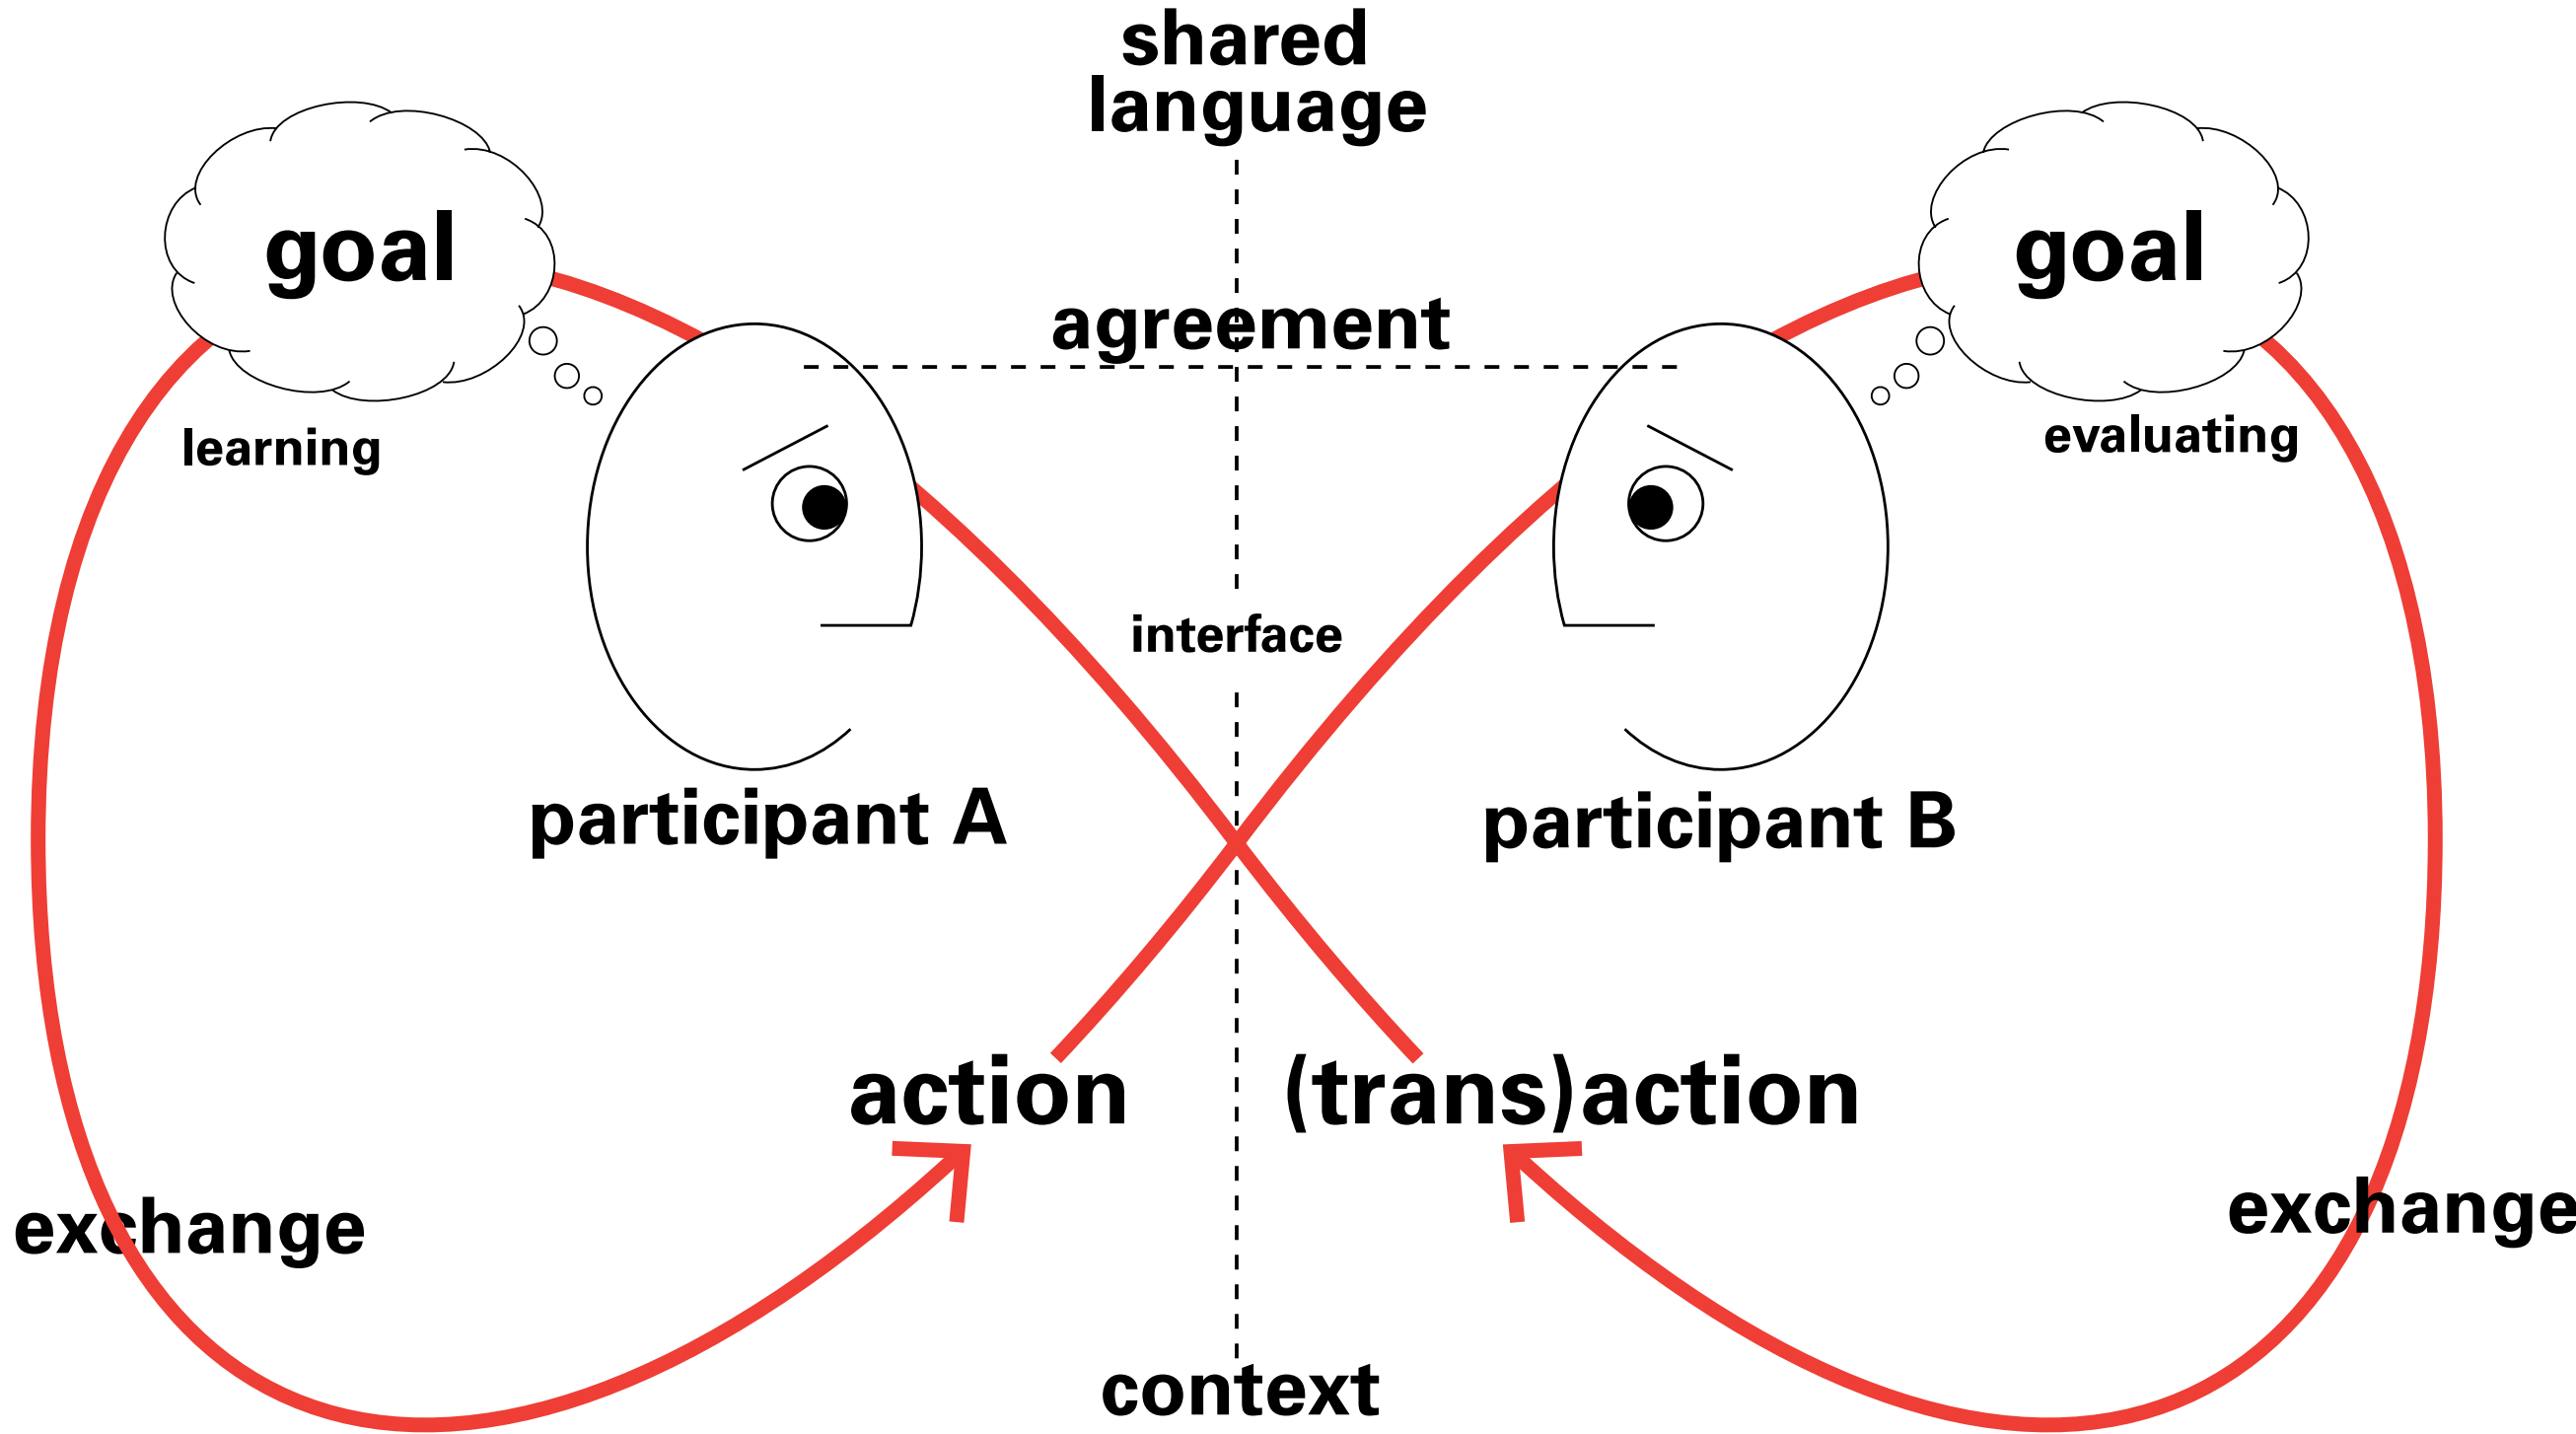 shared
language
goal
goal
agreement
learning
evaluating
interface
participant A
participant B
action
(trans)action
exchange
exchange
context